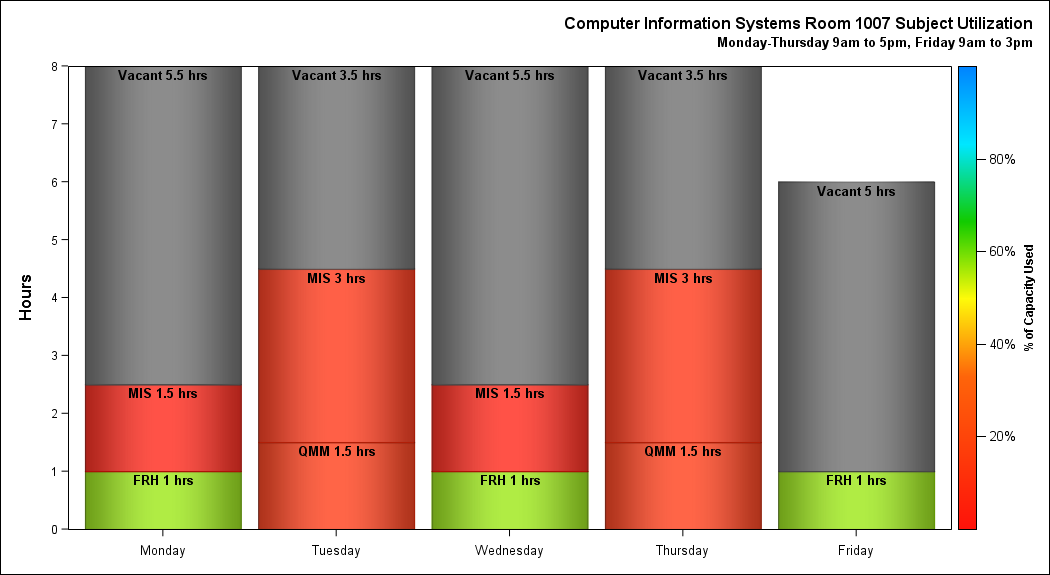 Computer Information Systems Room 1007 Subject Utilization
Monday-Thursday 9am to 5pm, Friday 9am to 3pm
Hours
8
7
6
5
4
3
2
1
0
Vacant 5.5 hrs
MIS 1.5 hrs
FRH 1 hrs
Vacant 3.5 hrs
MIS 3 hrs
QMM 1.5 hrs
Vacant 5.5 hrs
MIS 1.5 hrs
FRH 1 hrs
Vacant 3.5 hrs
MIS 3 hrs
QMM 1.5 hrs
Vacant 5 hrs
FRH 1 hrs
Monday
Tuesday
Wednesday
Thursday
Friday
80%
60%
40%
20%
% of Capacity Used